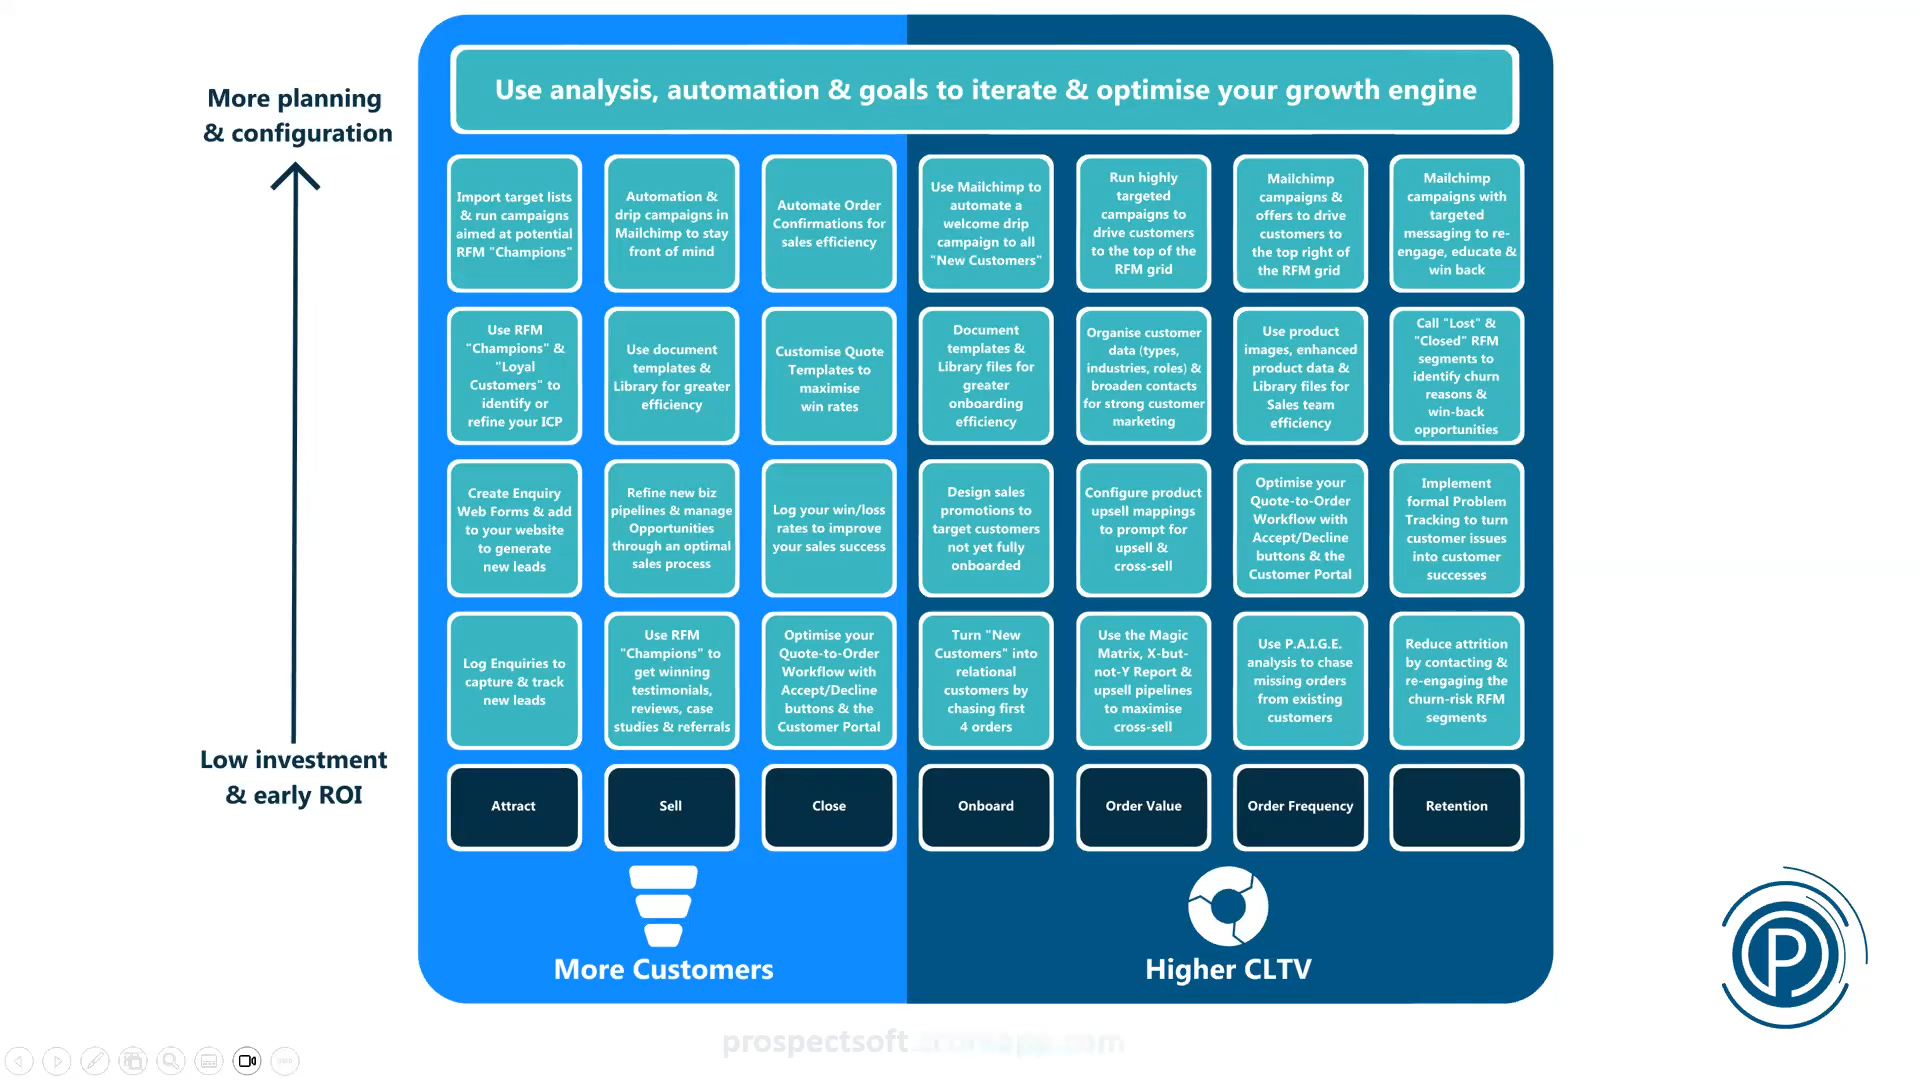 More planning
& configuration
Low investment
& early ROI
Use analysis, automation & goals to iterate & optimise your growth engine
Import target lists
& run campaigns
aimed at potential
RFM "Champions"
Automation &
drip campaigns in
Mailchimp to stay
front of mind
Automate Order
Confirmations for
sales efficiency
Use Mailchimp to
automate a
welcome drip
campaign to all
"New Customers"
Run highly
targeted
campaigns to
drive customers
to the top of the
RFM grid
Mailchimp
campaigns &
offers to drive
customers to
the top right of
the RFM grid
Mailchimp
campaigns with
targeted
messaging to re-
engage, educate &
win back
Use RFM
"Champions" &
"Loyal
Customers" to
identify or
refine your ICP
Use document
templates &
Library for greater
efficiency
Customise Quote
Templates to
maximise
win rates
Document
templates &
Library files for
greater
onboarding
efficiency
Organise customer
data (types,
industries, roles) &
broaden contacts
for strong customer
marketing
Use product
images, enhanced
product data &
Library files for
Sales team
efficiency
Call "Lost" &
"Closed" RFM
segments to
identify churn
reasons &
win-back
opportunities
Create Enquiry
Web Forms & add
to your website
to generate
new leads
Refine new biz
pipelines & manage
Opportunities
through an optimal
sales process
Log your win/loss
rates to improve
your sales success
Design sales
promotions to
target customers
not yet fully
onboarded
Configure product
upsell mappings
to prompt for
upsell &
cross-sell
Optimise your
Quote-to-Order
Workflow with
Accept/Decline
buttons & the
Customer Portal
Implement
formal Problem
Tracking to turn
customer issues
into customer
successes
Log Enquiries to
capture & track
new leads
Use RFM
"Champions" to
get winning
testimonials,
reviews, case
studies & referrals
Optimise your
Quote-to-Order
Workflow with
Accept/Decline
buttons & the
Customer Portal
Turn "New
Customers" into
relational
customers by
chasing first
4 orders
Use the Magic
Matrix, X-but-
not-Y Report &
upsell pipelines
to maximise
cross-sell
Use P.A.I.G.E.
analysis to chase
missing orders
from existing
customers
Reduce attrition
by contacting &
re-engaging the
churn-risk RFM
segments
Attract
Sell
Close
Onboard
Order Value
Order Frequency
Retention
More Customers
Higher CLTV
P
prospectsoft